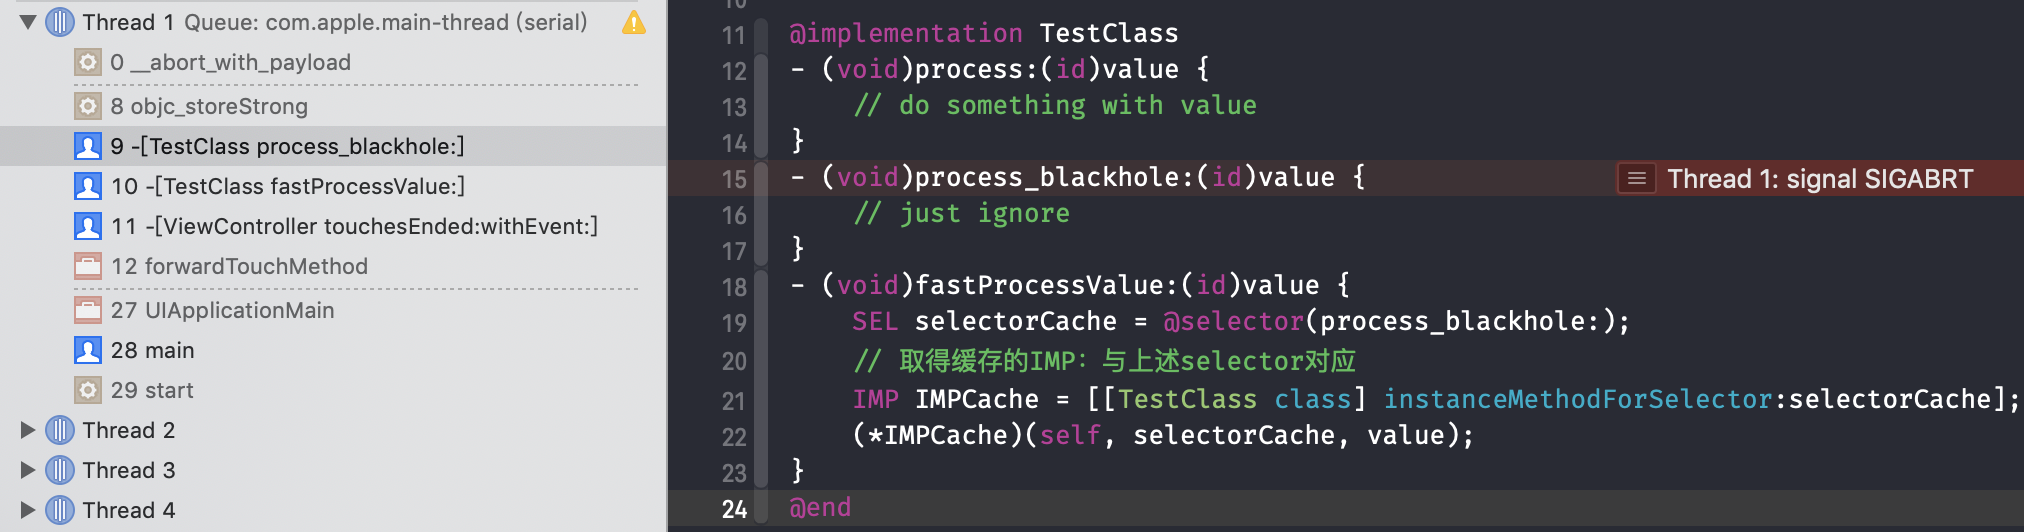 Thread 1 Queue: com.apple.main-thread (serial)
0 __abort_with_payload
8 objc_storeStrong
9 -[TestClass process_blackhole:]
10 -[TestClass fastProcessValue:]
11 -[ViewController touchesEnded:withEvent:]
12 forwardTouchMethod
27 UIApplicationMain
28 main
29 start
Thread 2
Thread 3
Thread 4
10
11 @implementation TestClass
12 - (void)process:(id)value {
13 // do something with value
14 }
15 - (void)process_blackhole:(id)value { Thread 1: signal SIGABRT
16 // just ignore
17 }
18 - (void)fastProcessValue:(id)value {
19 SEL selectorCache = @selector(process_blackhole:);
20 // 取得缓存的IMP：与上述selector对应
21 IMP IMPCache = [[TestClass class] instanceMethodForSelector:selectorCache];
22 (*IMPCache)(self, selectorCache, value);
23 }
24 @end